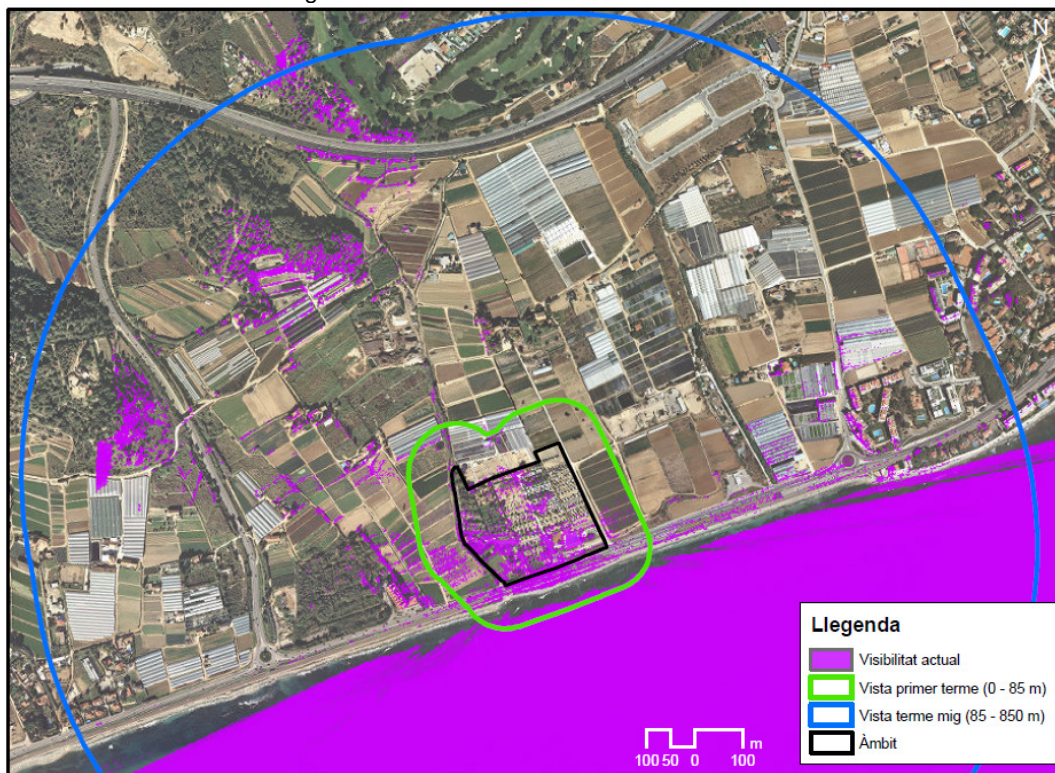 N
Llegenda
Visibilitat actual
Vista primer terme (0 - 85 m)
Vista terme mig (85 - 850 m)
Àmbit
m
100 50 0 100